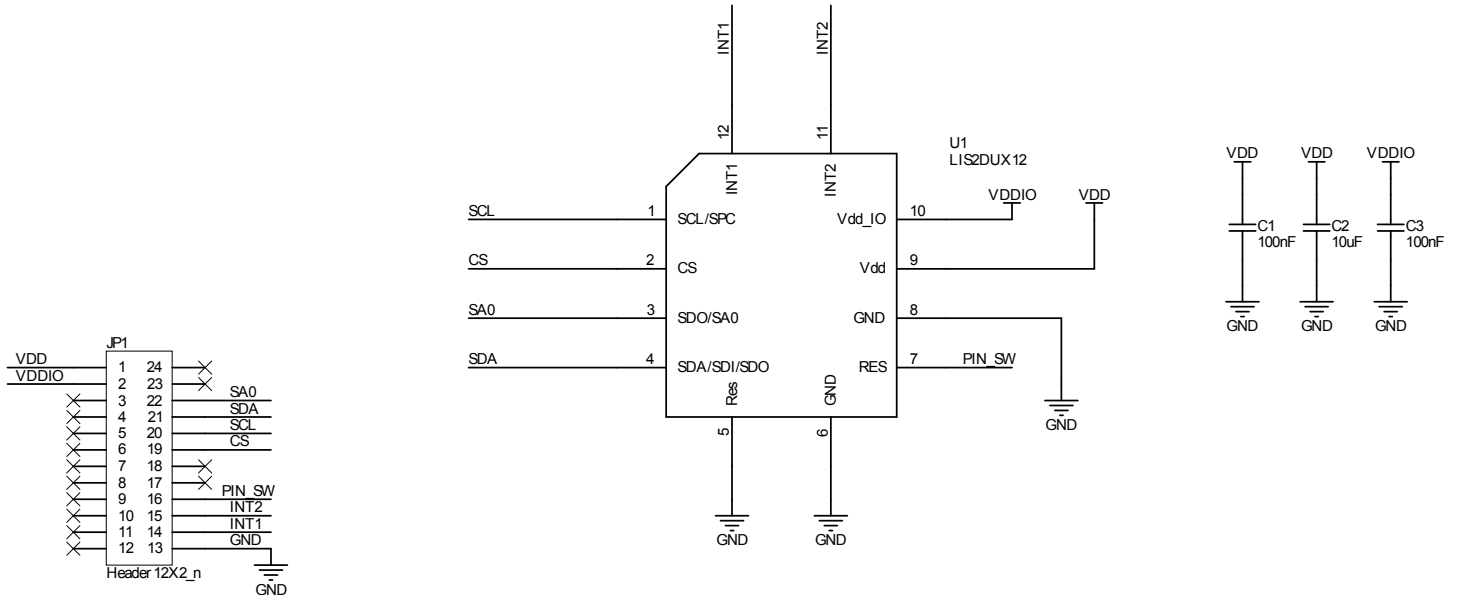 INT1
INT2
12
11
U1
LIS2DUX12
INT1
INT2
VDD
VDD
VDDIO
SCL
1
SCL/SPC
Vdd_IO
10
VDDIO
VDD
C1
100nF
C2
10uF
C3
100nF
CS
2
CS
Vdd
9
SA0
3
SDO/SA0
GND
8
GND
GND
GND
SDA
4
SDA/SDI/SDO
RES
7
PIN_SW
Res
GND
5
6
GND
GND
GND
JP1
VDD
1 24
VDDIO
2 23
3 22 SA0
4 21 SDA
5 20 SCL
6 19 CS
7 18
8 17
9 16 PIN_SW
10 15 INT2
11 14 INT1
12 13 GND
Header 12X2_n
GND